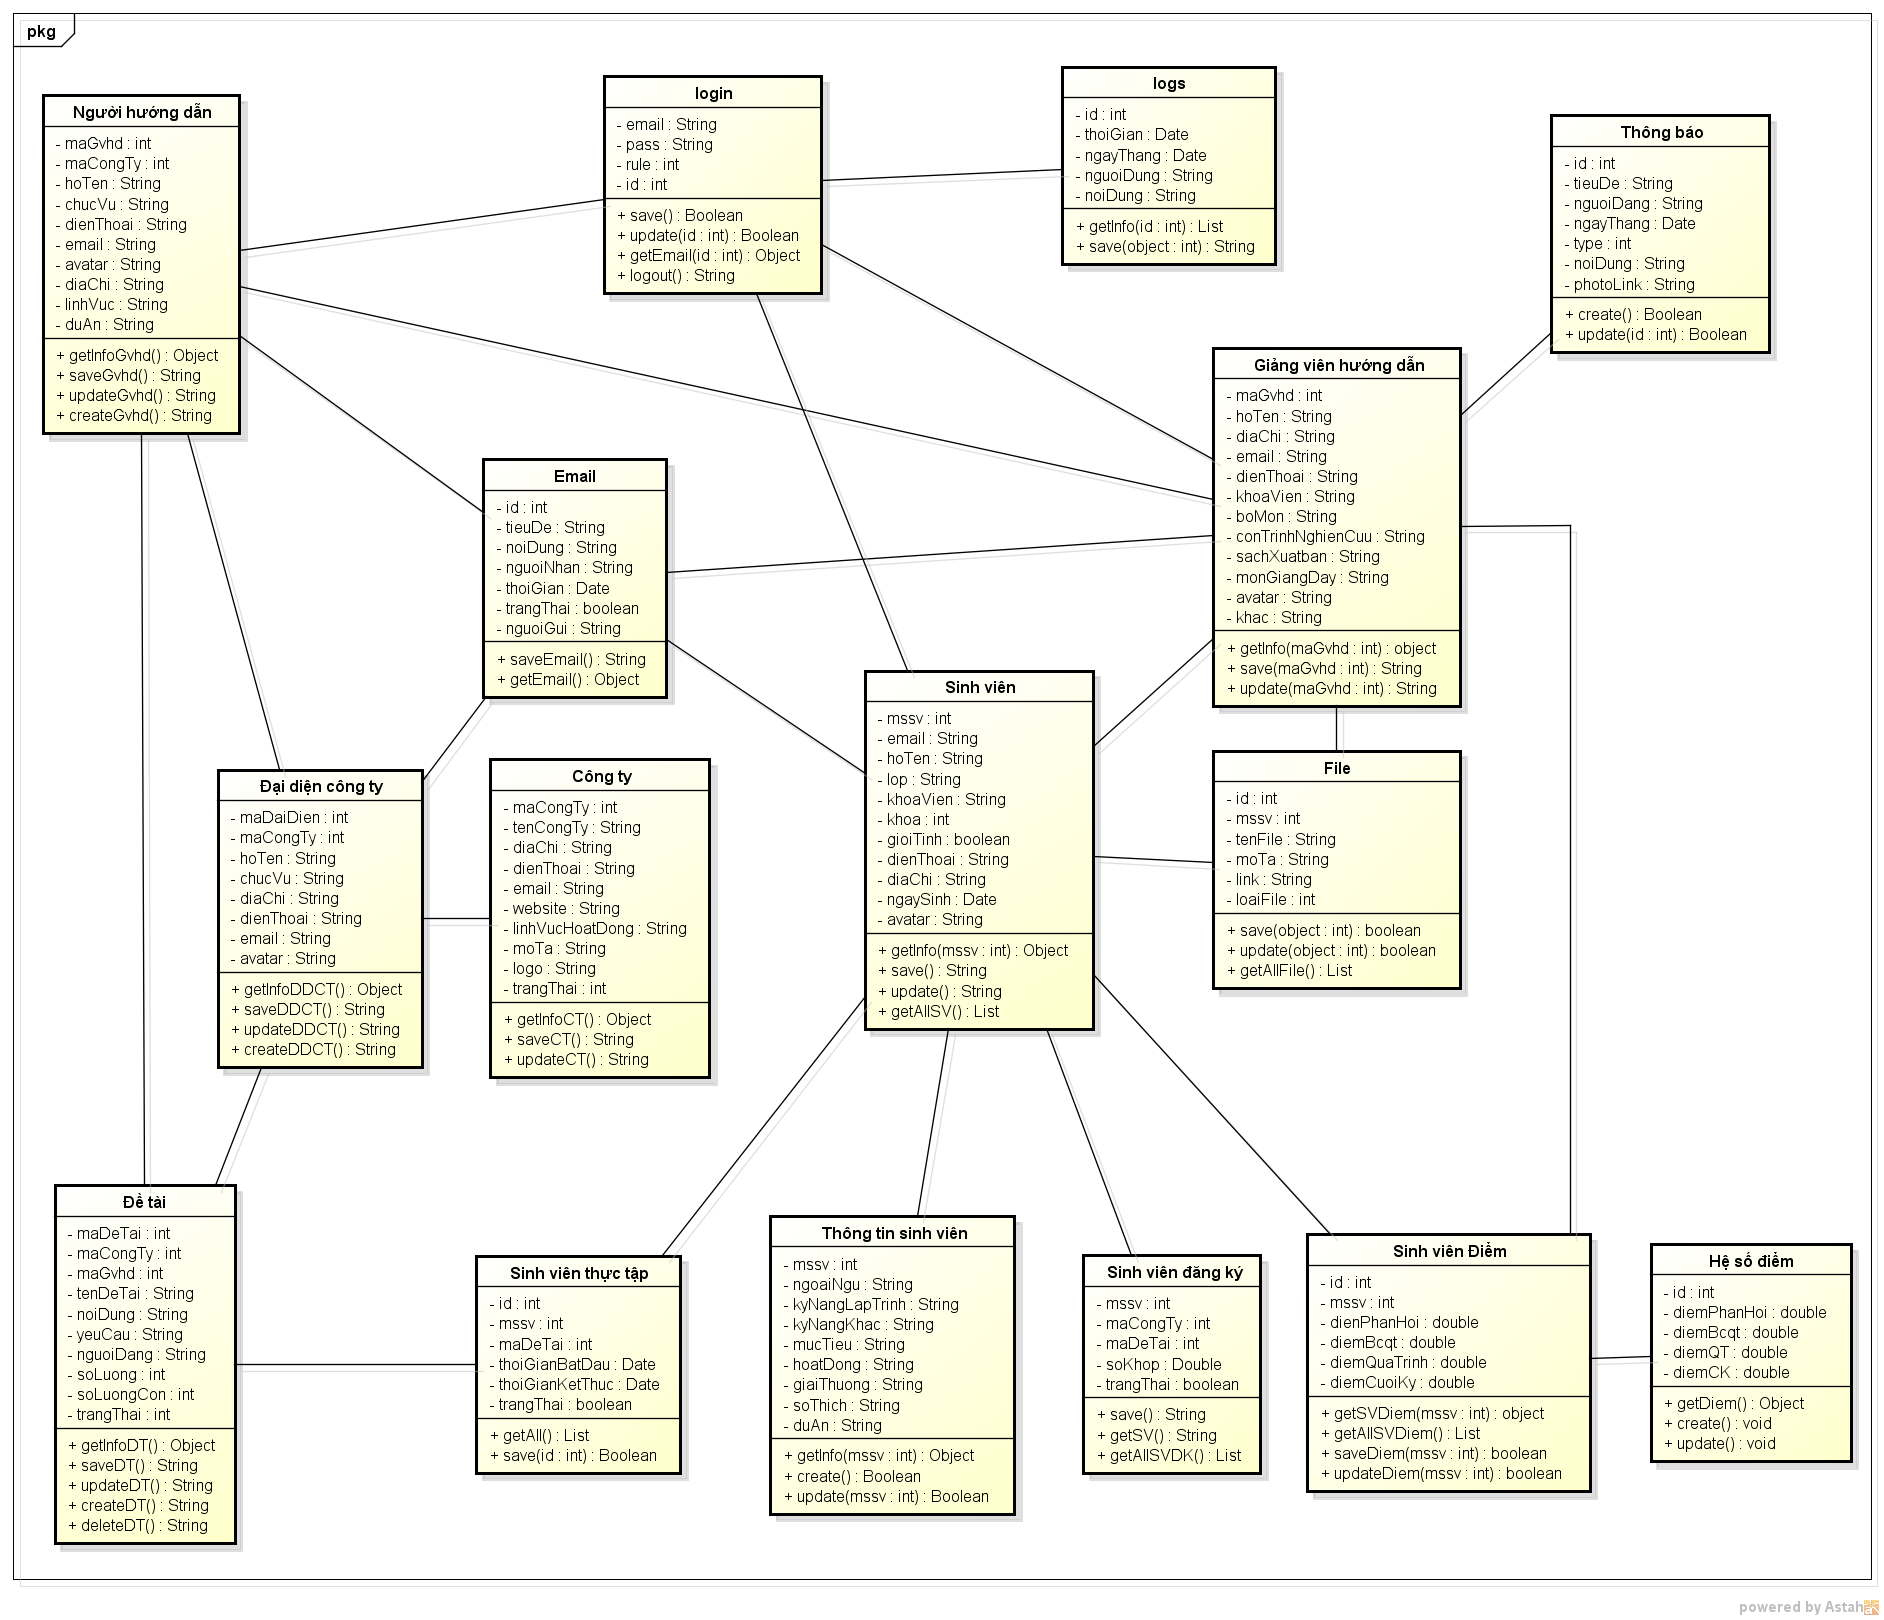 pkg
Người hướng dẫn
- maGvhd : int
- maCongTy : int
- hoTen : String
- chucVu : String
- dienThoai : String
- email : String
- avatar : String
- diaChi : String
- linhVuc : String
- duAn : String
+ getInfoGvhd() : Object
+ saveGvhd() : String
+ updateGvhd() : String
+ createGvhd() : String
login
- email : String
- pass : String
- rule : int
- id : int
+ save() : Boolean
+ update(id : int) : Boolean
+ getEmail(id : int) : Object
+ logout() : String
logs
- id : int
- thoiGian : Date
- ngayThang : Date
- nguoiDung : String
- noiDung : String
+ getInfo(id : int) : List
+ save(object : int) : String
Thông báo
- id : int
- tieuDe : String
- nguoiDang : String
- ngayThang : Date
- type : int
- noiDung : String
- photoLink : String
+ create() : Boolean
+ update(id : int) : Boolean
Giảng viên hướng dẫn
- maGvhd : int
- hoTen : String
- diaChi : String
- email : String
- dienThoai : String
- khoaVien : String
- boMon : String
- conTrinhNghienCuu : String
- sachXuatban : String
- monGiangDay : String
- avatar : String
- khac : String
+ getInfo(maGvhd : int) : object
+ save(maGvhd : int) : String
+ update(maGvhd : int) : String
Email
- id : int
- tieuDe : String
- noiDung : String
- nguoiNhan : String
- thoiGian : Date
- trangThai : boolean
- nguoiGui : String
+ saveEmail() : String
+ getEmail() : Object
Sinh viên
- mssv : int
- email : String
- hoTen : String
- lop : String
- khoaVien : String
- khoa : int
- gioiTinh : boolean
- dienThoai : String
- diaChi : String
- ngaySinh : Date
- avatar : String
+ getInfo(mssv : int) : Object
+ save() : String
+ update() : String
+ getAllSV() : List
File
- id : int
- mssv : int
- tenFile : String
- moTa : String
- link : String
- loaiFile : int
+ save(object : int) : boolean
+ update(object : int) : boolean
+ getAllFile() : List
Đại diện công ty
- maDaiDien : int
- maCongTy : int
- hoTen : String
- chucVu : String
- diaChi : String
- dienThoai : String
- email : String
- avatar : String
+ getInfoDDCT() : Object
+ saveDDCT() : String
+ updateDDCT() : String
+ createDDCT() : String
Công ty
- maCongTy : int
- tenCongTy : String
- diaChi : String
- dienThoai : String
- email : String
- website : String
- linhVucHoatDong : String
- moTa : String
- logo : String
- trangThai : int
+ getInfoCT() : Object
+ saveCT() : String
+ updateCT() : String
Đề tài
- maDeTai : int
- maCongTy : int
- maGvhd : int
- tenDeTai : String
- noiDung : String
- yeuCau : String
- nguoiDang : String
- soLuong : int
- soLuongCon : int
- trangThai : int
+ getInfoDT() : Object
+ saveDT() : String
+ updateDT() : String
+ createDT() : String
+ deleteDT() : String
Sinh viên thực tập
- id : int
- mssv : int
- maDeTai : int
- thoiGianBatDau : Date
- thoiGianKetThuc : Date
- trangThai : boolean
+ getAll() : List
+ save(id : int) : Boolean
Thông tin sinh viên
- mssv : int
- ngoaiNgu : String
- kyNangLapTrinh : String
- kyNangKhac : String
- mucTieu : String
- hoatDong : String
- giaiThuong : String
- soThich : String
- duAn : String
+ getInfo(mssv : int) : Object
+ create() : Boolean
+ update(mssv : int) : Boolean
Sinh viên đăng ký
- mssv : int
- maCongTy : int
- maDeTai : int
- soKhop : Double
- trangThai : boolean
+ save() : String
+ getSV() : String
+ getAllSVDK() : List
Sinh viên Điểm
- id : int
- mssv : int
- dienPhanHoi : double
- diemBcqt : double
- diemQuaTrinh : double
- diemCuoiKy : double
+ getSVDiem(mssv : int) : object
+ getAllSVDiem() : List
+ saveDiem(mssv : int) : boolean
+ updateDiem(mssv : int) : boolean
Hệ số điểm
- id : int
- diemPhanHoi : double
- diemBcqt : double
- diemQT : double
- diemCK : double
+ getDiem() : Object
+ create() : void
+ update() : void
powered by Astah